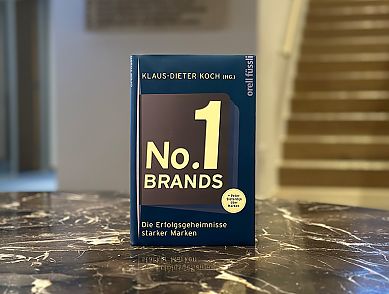 KLAUS-DIETER KOCH (HG.)
orell füssli
No.1
BRANDS
Die Erfolgsgeheimnisse
starker Marken